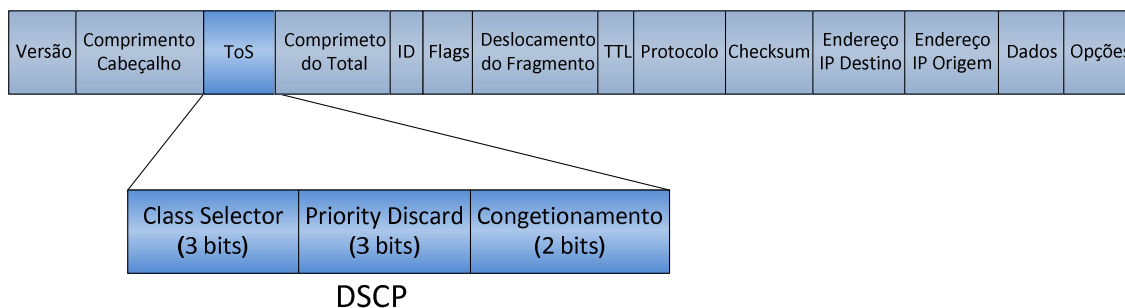 Versão
Comprimento
Cabeçalho
ToS
Comprimeto
do Total
ID
Flags
Deslocamento
do Fragmento
TTL
Protocolo
Checksum
Endereço
IP Destino
Endereço
IP Origem
Dados
Opções
Class Selector
(3 bits)
Priority Discard
(3 bits)
Congetionamento
(2 bits)
DSCP